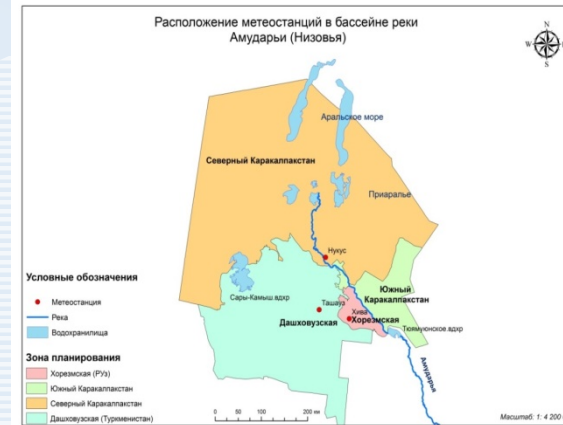 Расположение метеостанций в бассейне реки
Амударьи (Низовья)
N
W
E
S
Аральское море
Северный Каракалпакстан
Приаралье
Нукус
Южный
Каракалпакстан
Сары-Камыш.вдхр
Ташауз
Хива
Хорезмская
Дашховузская
Тюямуюнское.вдхр
Амударья
Условные обозначения
Метеостанция
Река
Водохранилища
Зона планирования
Хорезмская (РУз)
Южный Каракалпакстан
Северный Каракалпакстан
Дашховузская (Туркменистан)
0 50 100 200 км
Масштаб: 1: 4 200